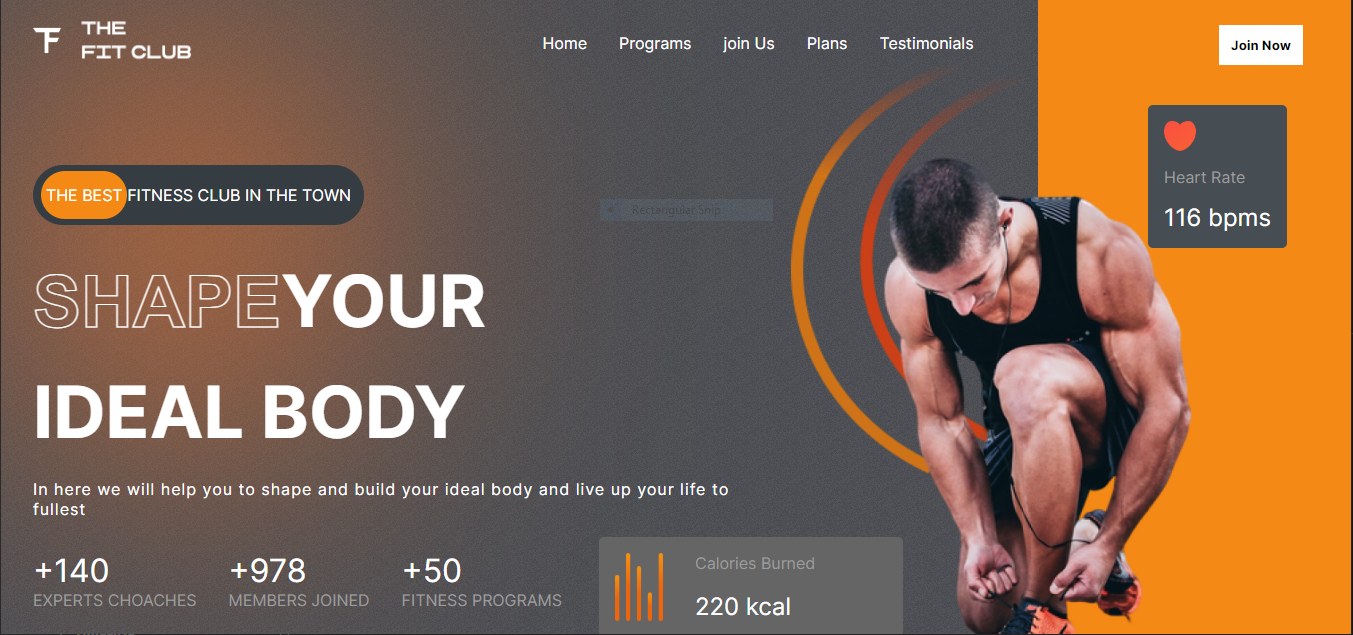 THE
FIT CLUB
Home
Programs
join Us
Plans
Testimonials
Join Now
Heart Rate
116 bpms
THE BEST FITNESS CLUB IN THE TOWN
Rectangular Snip
SHAPE YOUR
IDEAL BODY
In here we will help you to shape and build your ideal body and live up your life to
fullest
+140
EXPERTS CHOACHES
+978
MEMBERS JOINED
+50
FITNESS PROGRAMS
Calories Burned
220 kcal